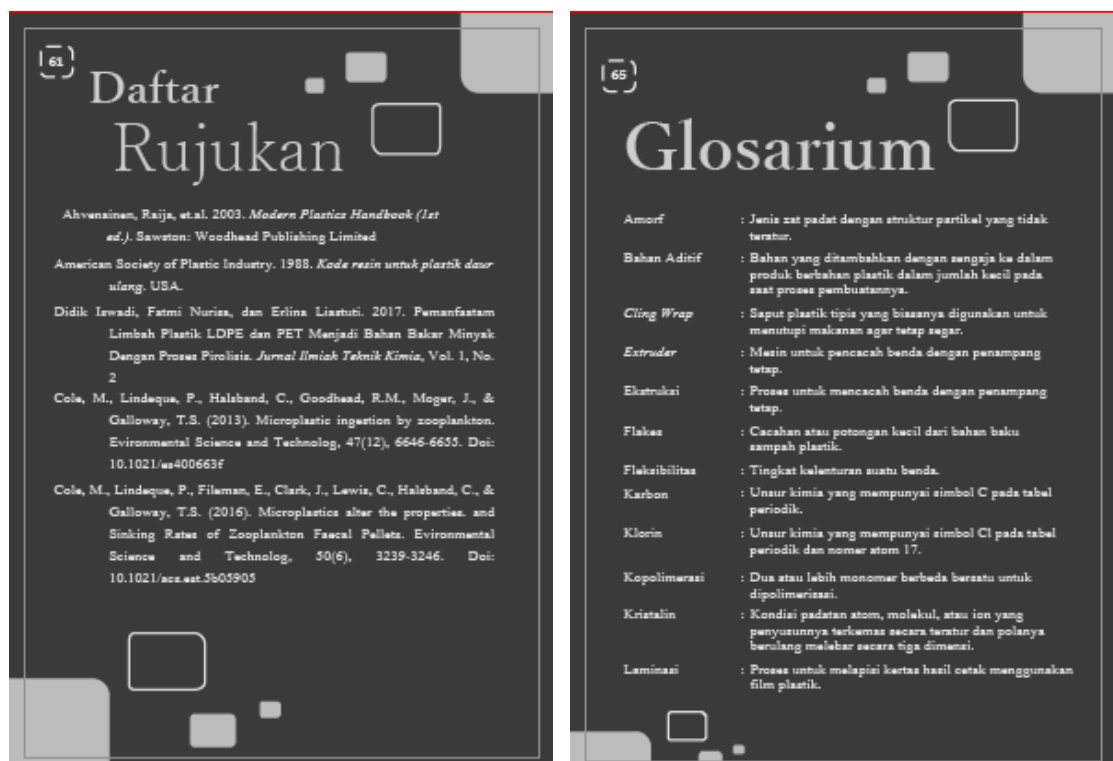 61
Daftar
Rujukan
Ahvenainen, Raija, et.al. 2003. Modern Plastics Handbook (1st
ed.). Sawston: Woodhead Publishing Limited
American Society of Plastic Industry. 1988. Kode resin untuk plastik daur
ulang. USA.
Didik Iswadi, Fatmi Nurisa, dan Erlina Liastuti. 2017. Pemanfaatam
Limbah Plastik LDPE dan PET Menjadi Bahan Bakar Minyak
Dengan Proses Pirolisis. Jurnal Ilmiah Teknik Kimia, Vol. 1, No.
2
Cole, M., Lindeque, P., Halsband, C., Goodhead, R.M., Moger, J., &
Galloway, T.S. (2013). Microplastic ingestion by zooplankton.
Evironmental Science and Technolog, 47(12), 6646-6655. Doi:
10.1021/es400663f
Cole, M., Lindeque, P., Fileman, E., Clark, J., Lewis, C., Halsband, C., &
Galloway, T.S. (2016). Microplastics alter the properties. and
Sinking Rates of Zooplankton Faecal Pellets. Evironmental
Science and Technolog, 50(6), 3239-3246. Doi:
10.1021/acs.est.5b05905
65
Glosarium
Amorf : Jenis zat padat dengan struktur partikel yang tidak
teratur.
Bahan Aditif : Bahan yang ditambahkan dengan sengaja ke dalam
produk berbahan plastik dalam jumlah kecil pada
saat proses pembuatannya.
Cling Wrap : Saput plastik tipis yang biasanya digunakan untuk
menutupi makanan agar tetap segar.
Extruder : Mesin untuk pencacah benda dengan penampang
tetap.
Ekstruksi : Proses untuk mencacah benda dengan penampang
tetap.
Flakes : Cacahan atau potongan kecil dari bahan baku
sampah plastik.
Fleksibilitas : Tingkat kelenturan suatu benda.
Karbon : Unsur kimia yang mempunyai simbol C pada tabel
periodik.
Klorin : Unsur kimia yang mempunyai simbol Cl pada tabel
periodik dan nomer atom 17.
Kopolimerasi : Dua atau lebih monomer berbeda bersatu untuk
dipolimerisasi.
Kristalin : Kondisi padatan atom, molekul, atau ion yang
penyusunnya terkemas secara teratur dan polanya
berulang melebar secara tiga dimensi.
Laminasi : Proses untuk melapisi kertas hasil cetak menggunakan
film plastik.